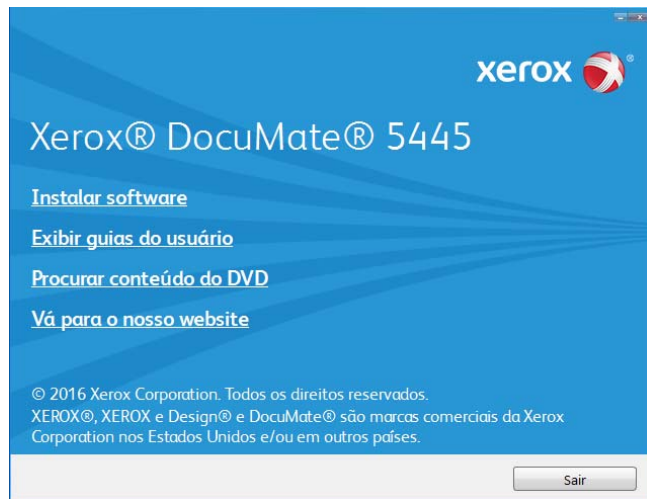 xerox ®
Xerox® DocuMate® 5445
Instalar software
Exibir guias do usuário
Procurar conteúdo do DVD
Vá para o nosso website
© 2016 Xerox Corporation. Todos os direitos reservados.
XEROX®, XEROX e Design® e DocuMate® são marcas comerciais da Xerox
Corporation nos Estados Unidos e/ou em outros países.
Sair